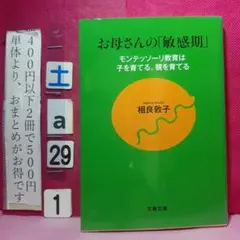 400円以下2冊で500円
単体より、おまとめがお得です
土
a
29
1
お母さんの「敏感期」
モンテッソーリ教育は
子を育てる、親を育てる
相良敦子
文春文庫